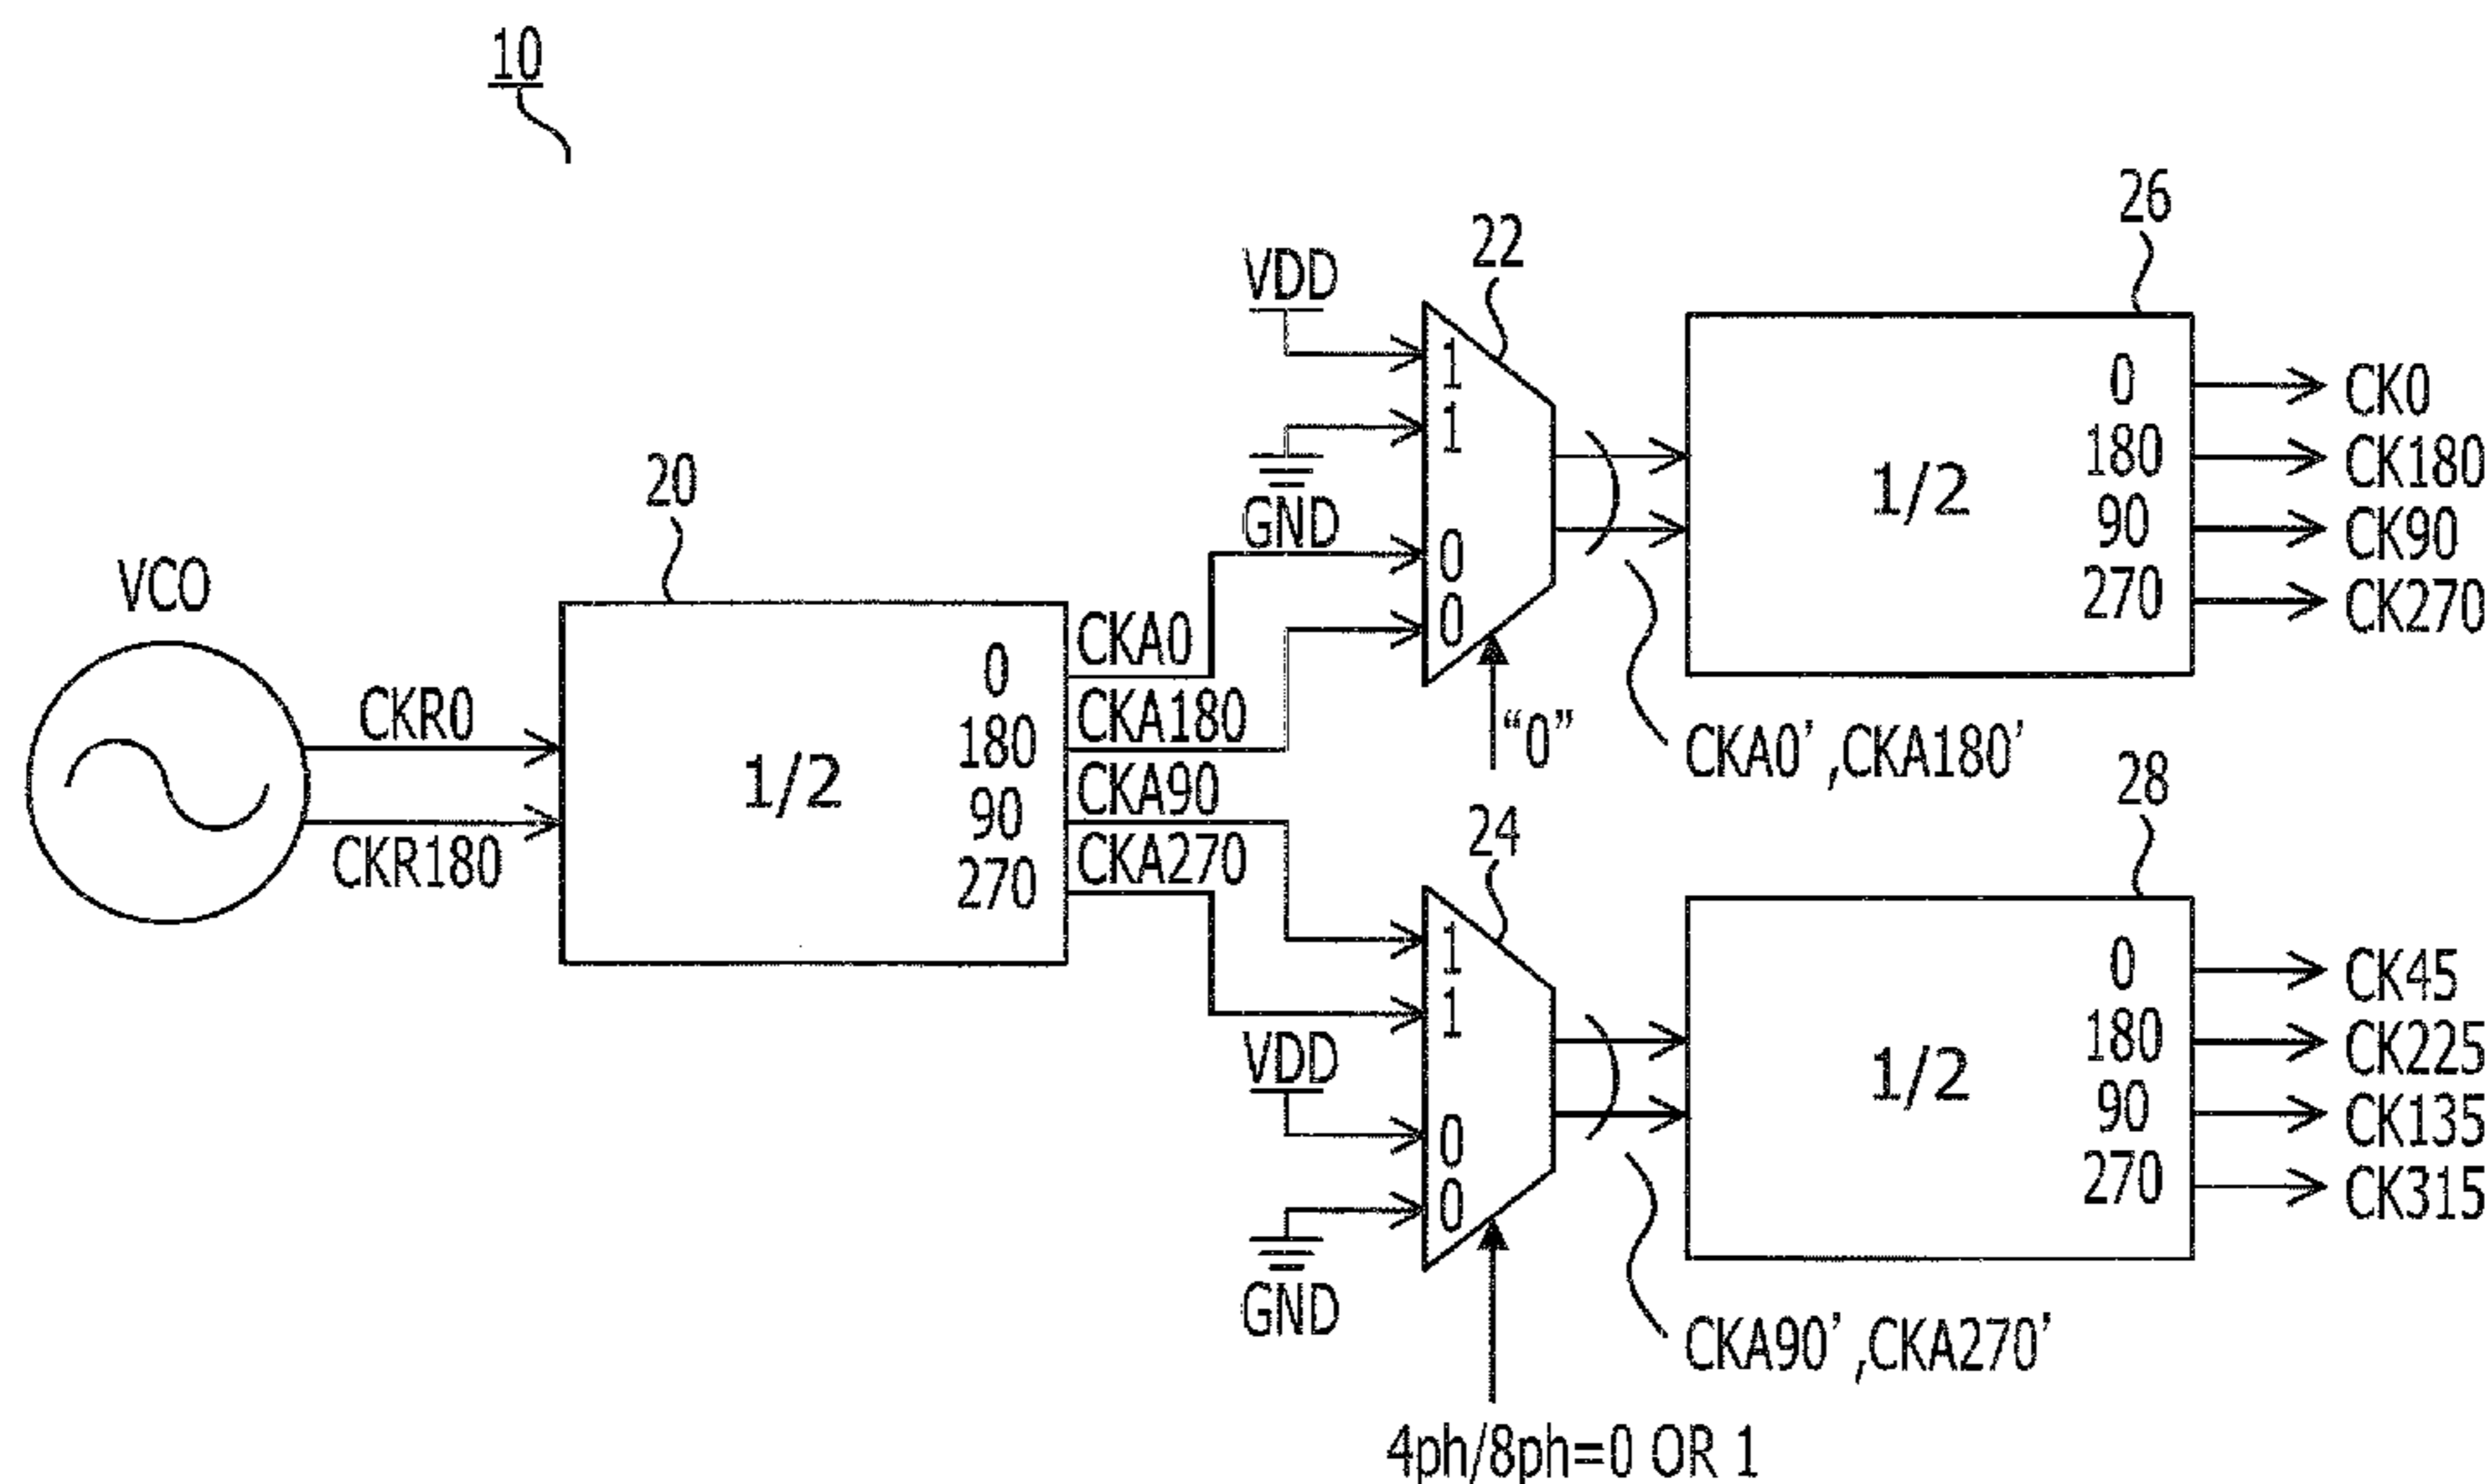 10
VCO
CKR0
CKR180
20
1/2
0
180
90
270
CKA0
CKA180
CKA90
CKA270
VDD
GND
22
1
1
0
0
"0"
CKA0',CKA180'
26
1/2
0
180
90
270
CK0
CK180
CK90
CK270
24
1
1
0
0
VDD
GND
4ph/8ph=0 OR 1
CKA90',CKA270'
28
1/2
0
180
90
270
CK45
CK225
CK135
CK315